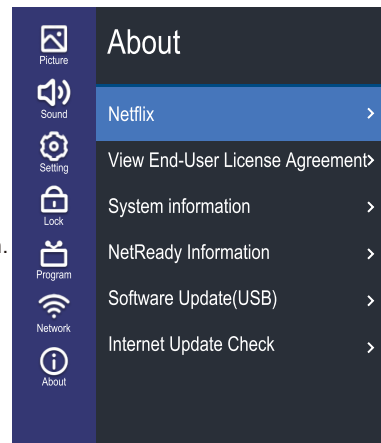 Picture
Sound
Setting
Lock
Program
Network
About
About
Netflix
View End-User License Agreement
System information
NetReady Information
Software Update(USB)
Internet Update Check